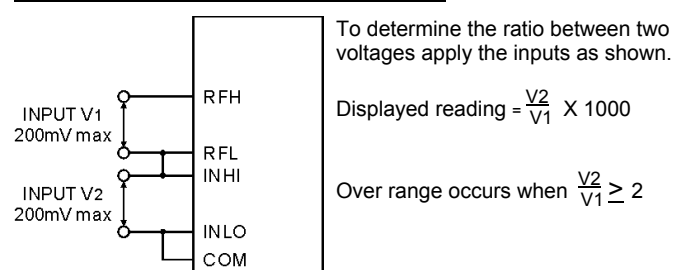 To determine the ratio between two
voltages apply the inputs as shown.
RFH
INPUT V1
200mV max
Displayed reading = V2/V1 X 1000
RFL
INHI
INPUT V2
200mV max
Over range occurs when V2/V1 ≥ 2
INLO
COM